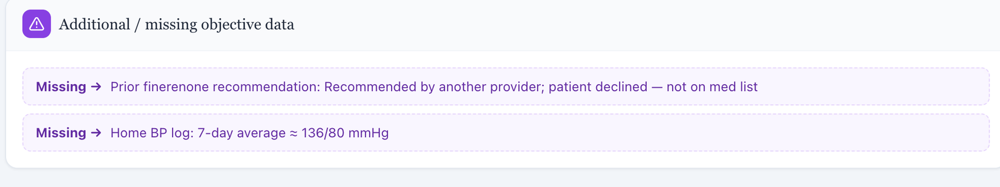 Additional / missing objective data
Missing → Prior finerenone recommendation: Recommended by another provider; patient declined — not on med list
Missing → Home BP log: 7-day average ≈ 136/80 mmHg